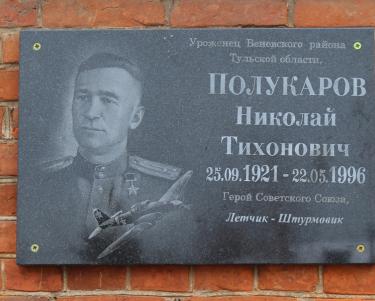 Уроженец Веневского района
Тульской области,
ПОЛУКАРОВ
Николай
Тихонович
25.09.1921 - 22.05.1996
Герой Советского Союза,
Летчик - Штурмовик